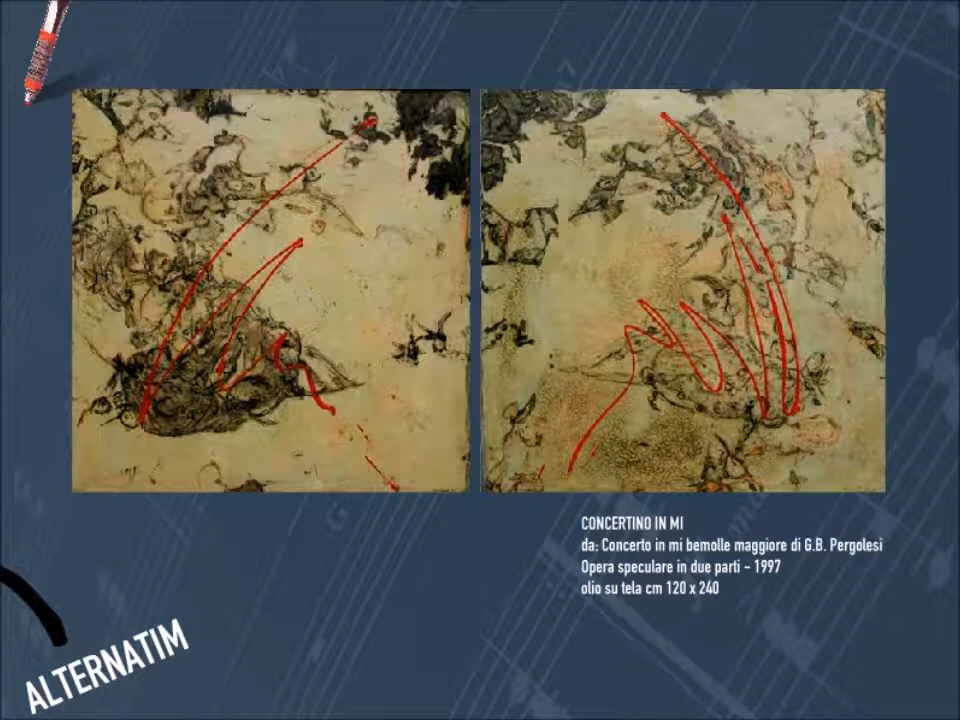 CONCERTINO IN MI
da: Concerto in mi bemolle maggiore di G.B. Pergolesi
Opera speculare in due parti - 1997
olio su tela cm 120 x 240
ALTERNATIM